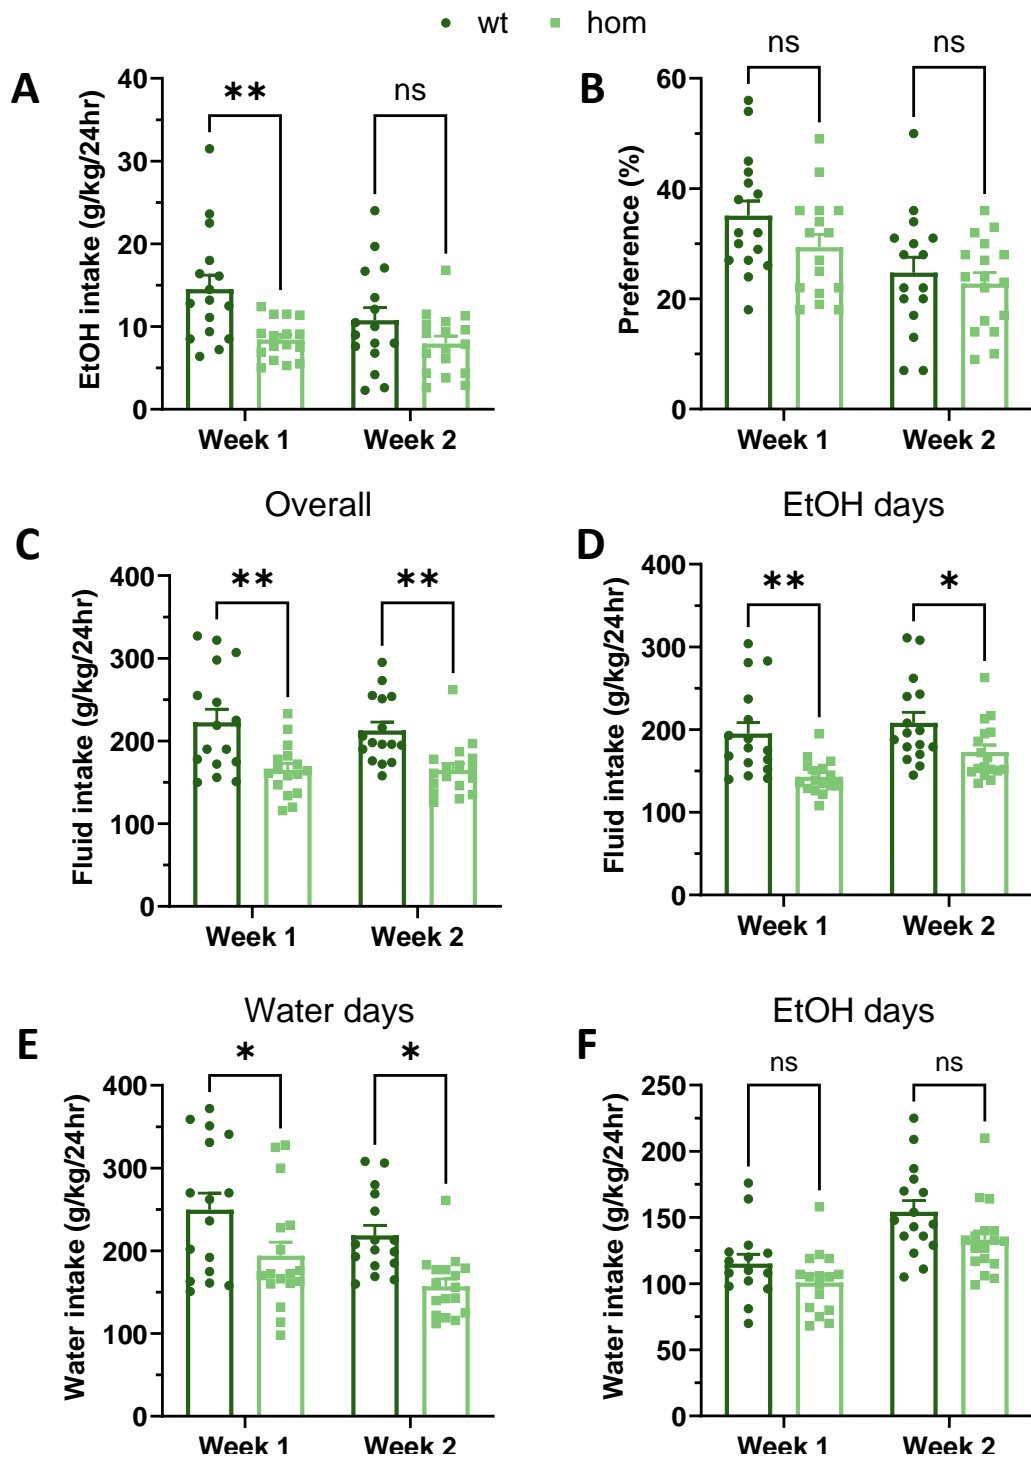 wt hom
A
EtOH intake (g/kg/24hr)
40
30
20
10
0
**
ns
Week 1
Week 2
B
Preference (%)
60
40
20
0
ns
ns
Week 1
Week 2
Overall
C
Fluid intake (g/kg/24hr)
400
300
200
100
0
**
**
Week 1
Week 2
EtOH days
D
Fluid intake (g/kg/24hr)
400
300
200
100
0
**
*
Week 1
Week 2
Water days
E
Water intake (g/kg/24hr)
400
300
200
100
0
*
*
Week 1
Week 2
EtOH days
F
Water intake (g/kg/24hr)
250
200
150
100
50
0
ns
ns
Week 1
Week 2